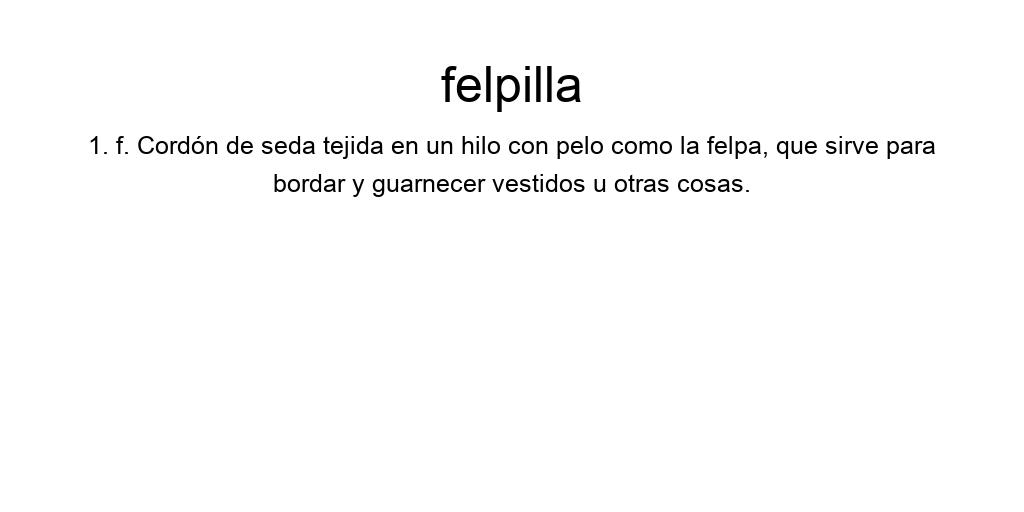 felpilla
1. f. Cordón de seda tejida en un hilo con pelo como la felpa, que sirve para
bordar y guarnecer vestidos u otras cosas.